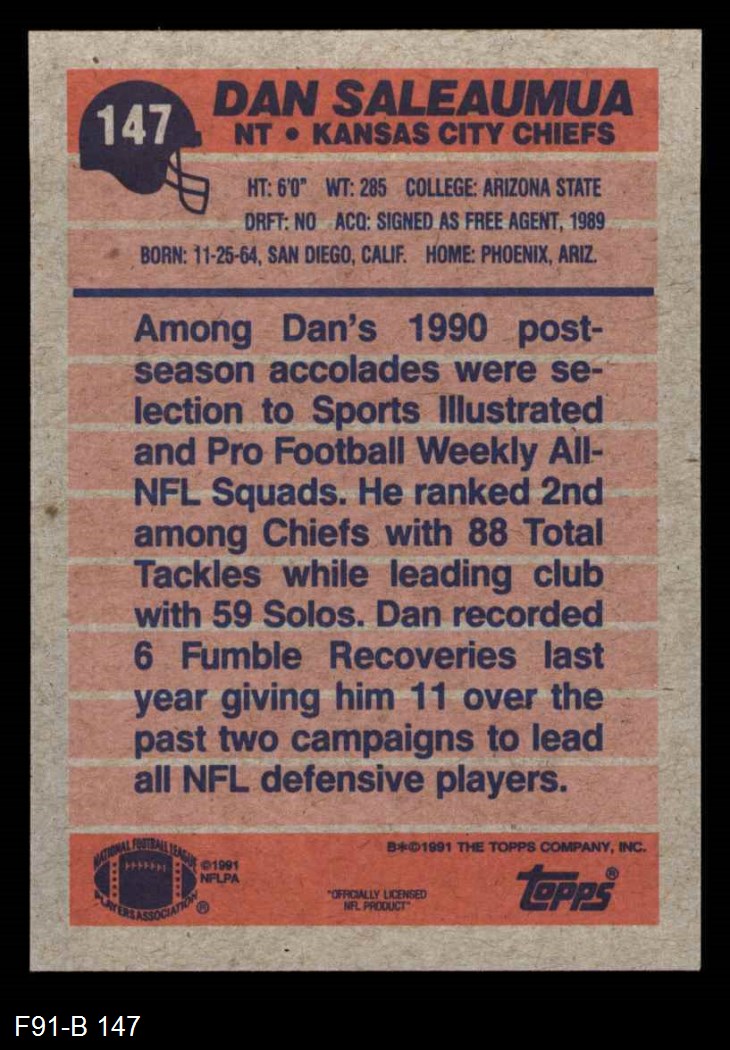 147
DAN SALEAUMUA
NT • KANSAS CITY CHIEFS
HT: 6'0" WT: 285 COLLEGE: ARIZONA STATE
DRFT: NO ACQ: SIGNED AS FREE AGENT, 1989
BORN: 11-25-64, SAN DIEGO, CALIF. HOME: PHOENIX, ARIZ.
Among Dan's 1990 post-
season accolades were se-
lection to Sports Illustrated
and Pro Football Weekly All-
NFL Squads. He ranked 2nd
among Chiefs with 88 Total
Tackles while leading club
with 59 Solos. Dan recorded
6 Fumble Recoveries last
year giving him 11 over the
past two campaigns to lead
all NFL defensive players.
NATIONAL FOOTBALL LEAGUE
PLAYERS ASSOCIATION ®
©1991
NFLPA
"OFFICIALLY LICENSED
NFL PRODUCT"
B*©1991 THE TOPPS COMPANY, INC.
topps®
F91-B 147